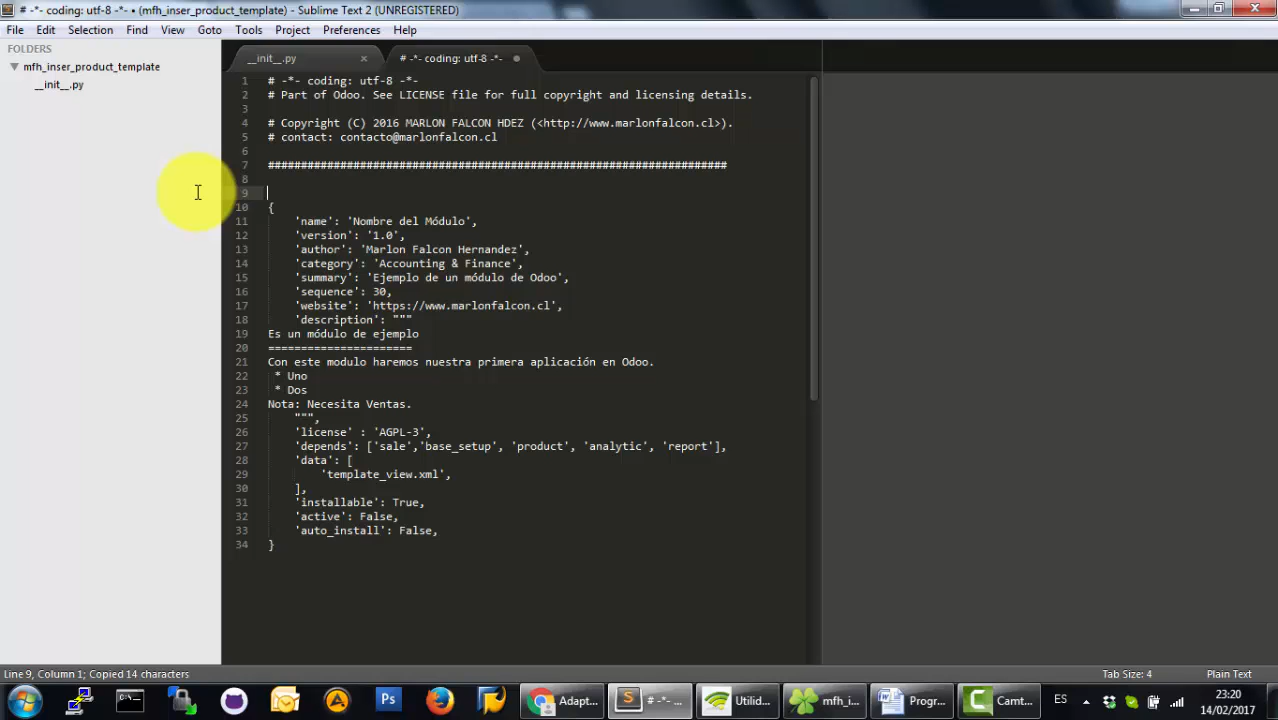 # -*- coding: utf-8 -*- • (mfh_inser_product_template) - Sublime Text 2 (UNREGISTERED)
File Edit Selection Find View Goto Tools Project Preferences Help
FOLDERS
mfh_inser_product_template
__init__.py
__init__.py
# -*- coding: utf-8 -*-
1 # -*- coding: utf-8 -*-
2 # Part of Odoo. See LICENSE file for full copyright and licensing details.
3
4 # Copyright (C) 2016 MARLON FALCON HDEZ (<http://www.marlonfalcon.cl>).
5 # contact: contacto@marlonfalcon.cl
6
7 ######################################################################
8
9
10 {
11     'name': 'Nombre del Módulo',
12     'version': '1.0',
13     'author': 'Marlon Falcon Hernandez',
14     'category': 'Accounting & Finance',
15     'summary': 'Ejemplo de un módulo de Odoo',
16     'sequence': 30,
17     'website': 'https://www.marlonfalcon.cl',
18     'description': """
19 Es un módulo de ejemplo
20 ======================
21 Con este modulo haremos nuestra primera aplicación en Odoo.
22  * Uno
23  * Dos
24 Nota: Necesita Ventas.
25     """,
26     'license' : 'AGPL-3',
27     'depends': ['sale','base_setup', 'product', 'analytic', 'report'],
28     'data': [
29         'template_view.xml',
30     ],
31     'installable': True,
32     'active': False,
33     'auto_install': False,
34 }
Line 9, Column 1; Copied 14 characters
Tab Size: 4
Plain Text
Adapt...
# -*- ...
Utilid...
mfh_i...
Progr...
Camt...
ES
23:20
14/02/2017